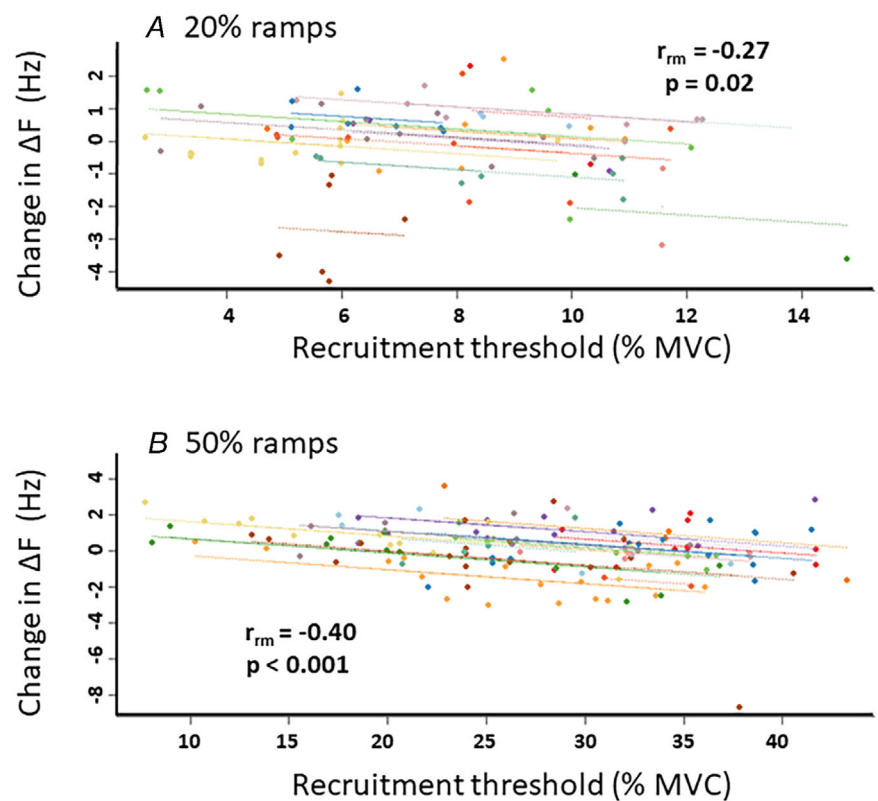 A 20% ramps
r_rm = -0.27
p = 0.02
Change in ΔF (Hz)
2
1
0
-1
-2
-3
-4
4 6 8 10 12 14
Recruitment threshold (% MVC)
B 50% ramps
Change in ΔF (Hz)
4
2
0
-2
-4
-6
-8
r_rm = -0.40
p < 0.001
10 15 20 25 30 35 40
Recruitment threshold (% MVC)